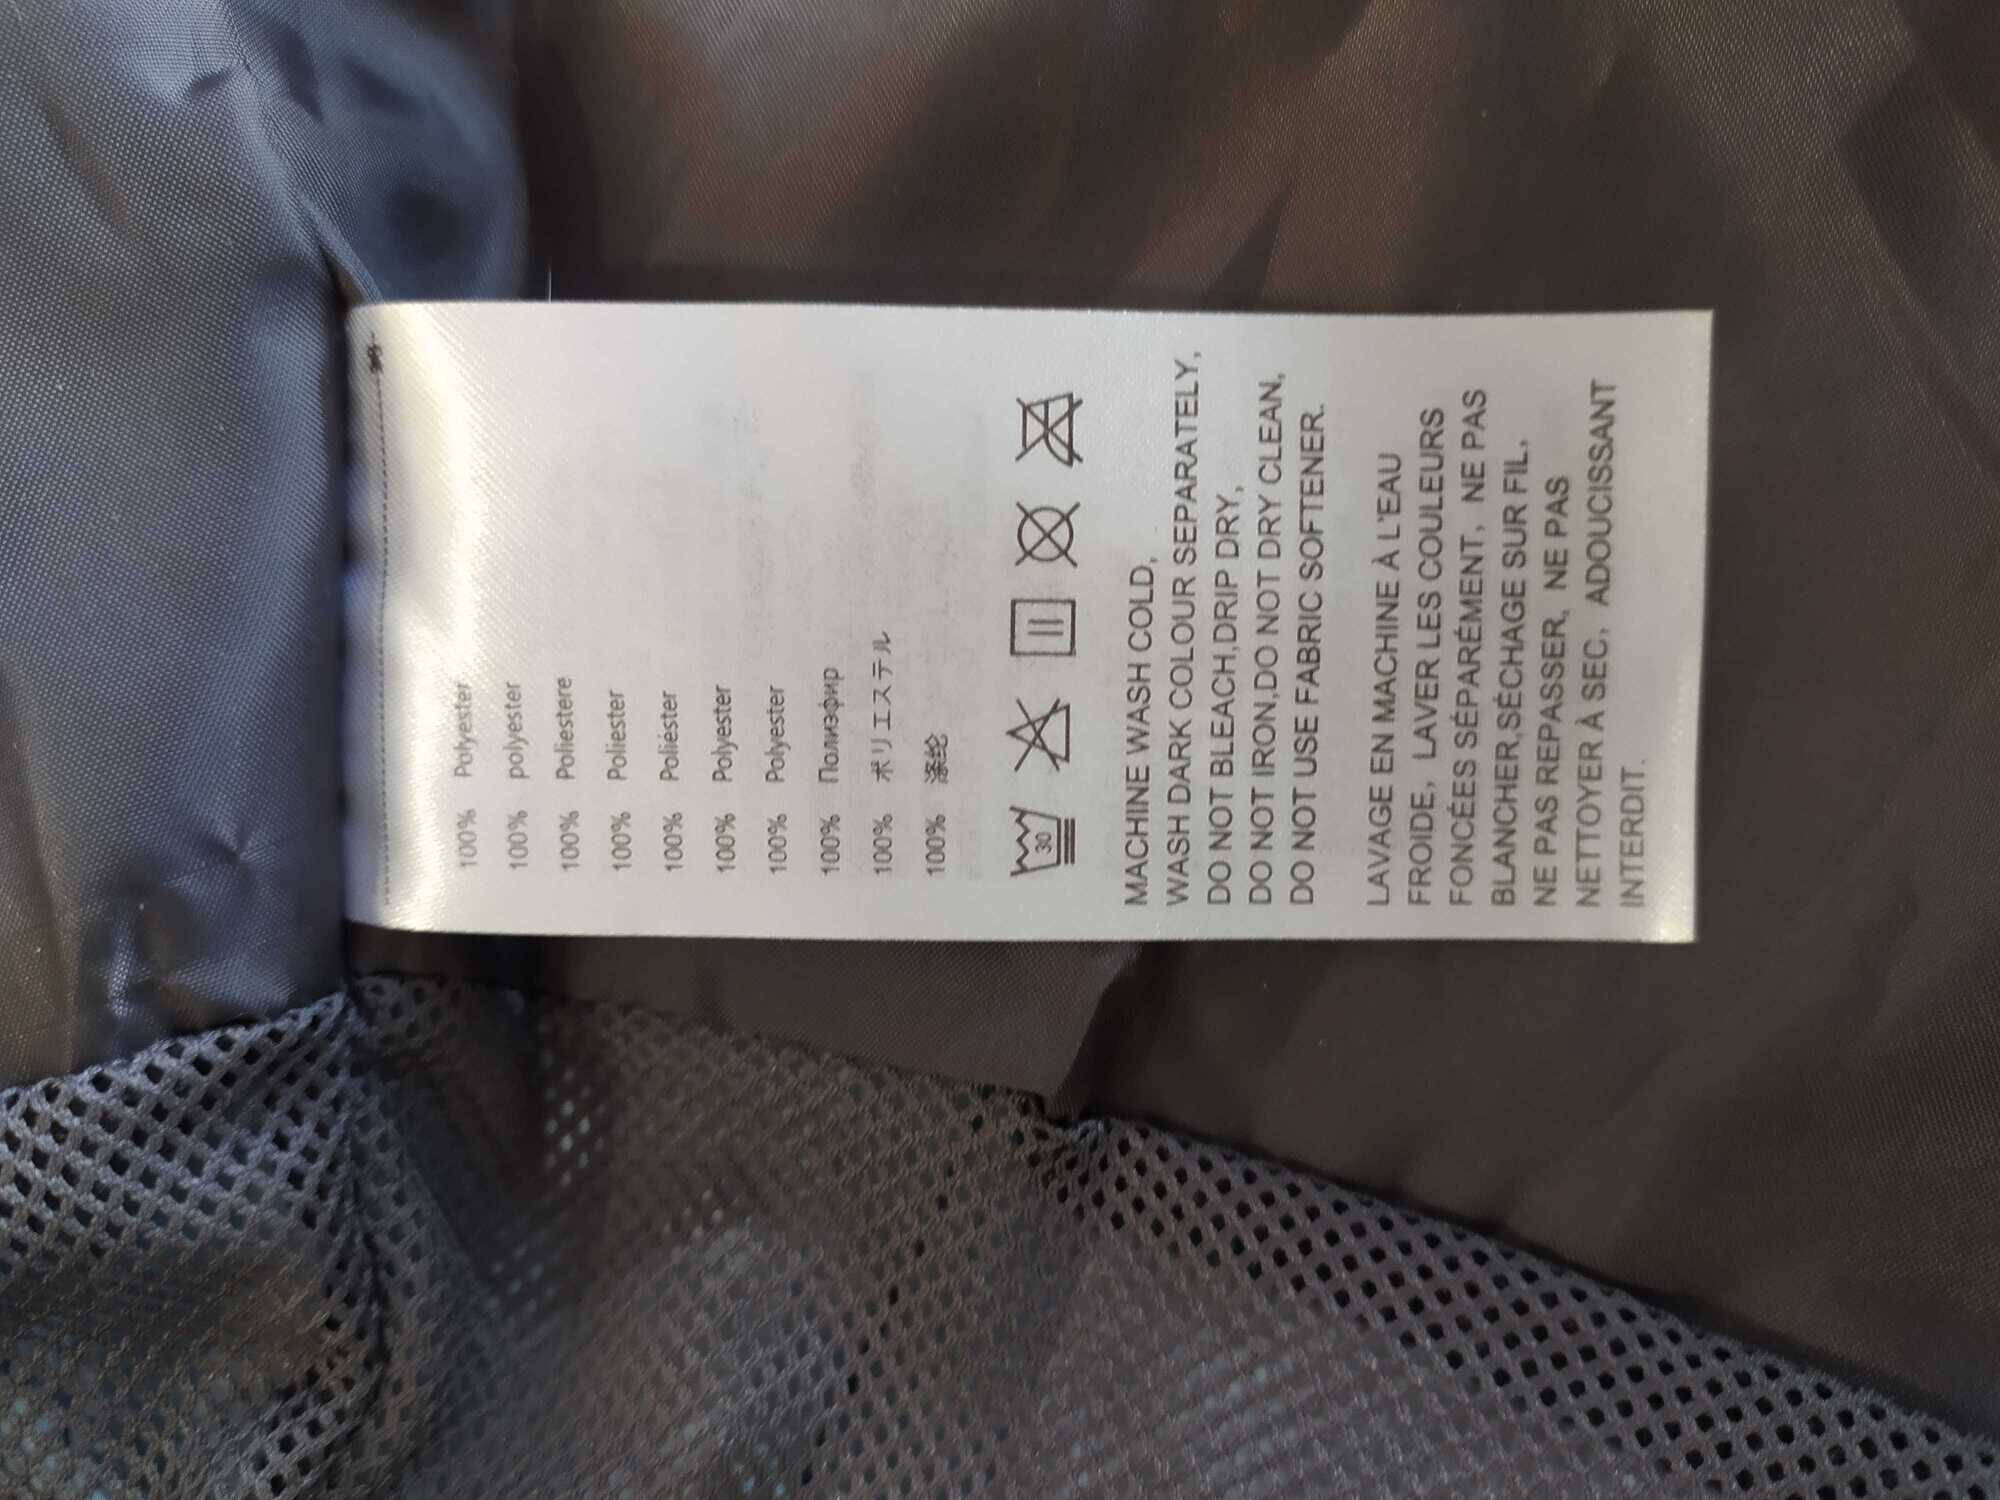 100% Polyester
100% polyester
100% Poliestere
100% Poliester
100% Poliéster
100% Polyester
100% Polyester
100% Полиэфир
100% ポリエステル
100% 涤纶
30
MACHINE WASH COLD,
WASH DARK COLOUR SEPARATELY,
DO NOT BLEACH,DRIP DRY,
DO NOT IRON,DO NOT DRY CLEAN,
DO NOT USE FABRIC SOFTENER.
LAVAGE EN MACHINE À L'EAU
FROIDE, LAVER LES COULEURS
FONCÉES SÉPARÉMENT, NE PAS
BLANCHER,SÉCHAGE SUR FIL,
NE PAS REPASSER, NE PAS
NETTOYER À SEC, ADOUCISSANT
INTERDIT.